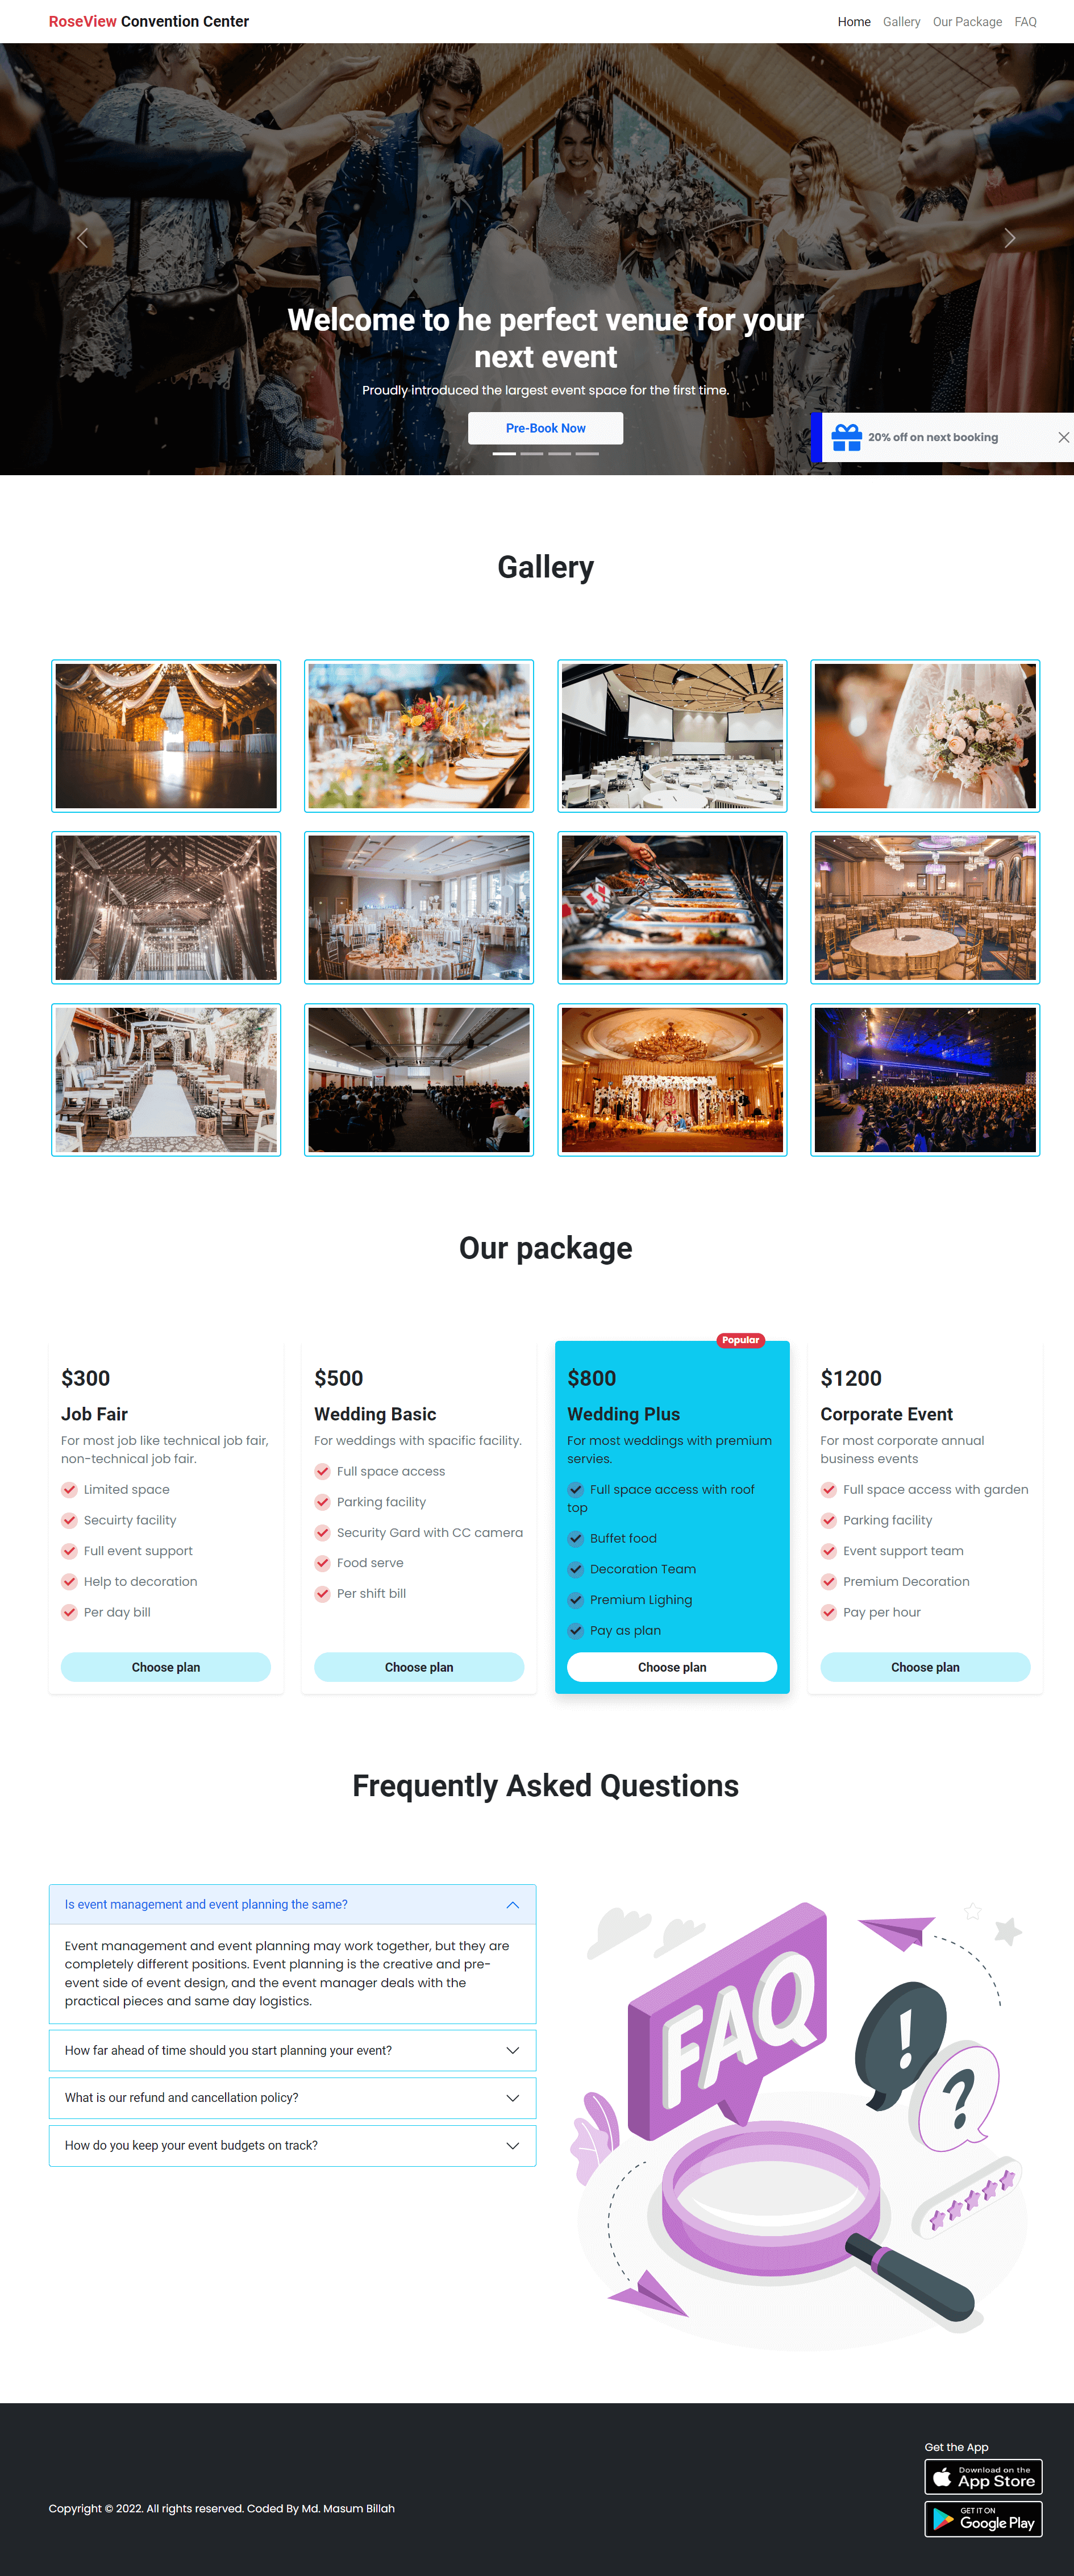 RoseView Convention Center
Home Gallery Our Package FAQ
Welcome to he perfect venue for your
next event
Proudly introduced the largest event space for the first time.
Pre-Book Now
20% off on next booking
Gallery
Our package
$300
Job Fair
For most job like technical job fair,
non-technical job fair.
Limited space
Secuirty facility
Full event support
Help to decoration
Per day bill
Choose plan
$500
Wedding Basic
For weddings with spacific facility.
Full space access
Parking facility
Security Gard with CC camera
Food serve
Per shift bill
Choose plan
Popular
$800
Wedding Plus
For most weddings with premium
servies.
Full space access with roof
top
Buffet food
Decoration Team
Premium Lighing
Pay as plan
Choose plan
$1200
Corporate Event
For most corporate annual
business events
Full space access with garden
Parking facility
Event support team
Premium Decoration
Pay per hour
Choose plan
Frequently Asked Questions
Is event management and event planning the same?
Event management and event planning may work together, but they are
completely different positions. Event planning is the creative and pre-
event side of event design, and the event manager deals with the
practical pieces and same day logistics.
How far ahead of time should you start planning your event?
What is our refund and cancellation policy?
How do you keep your event budgets on track?
FAQ
!
?
Copyright © 2022. All rights reserved. Coded By Md. Masum Billah
Get the App
Download on the
App Store
GET IT ON
Google Play